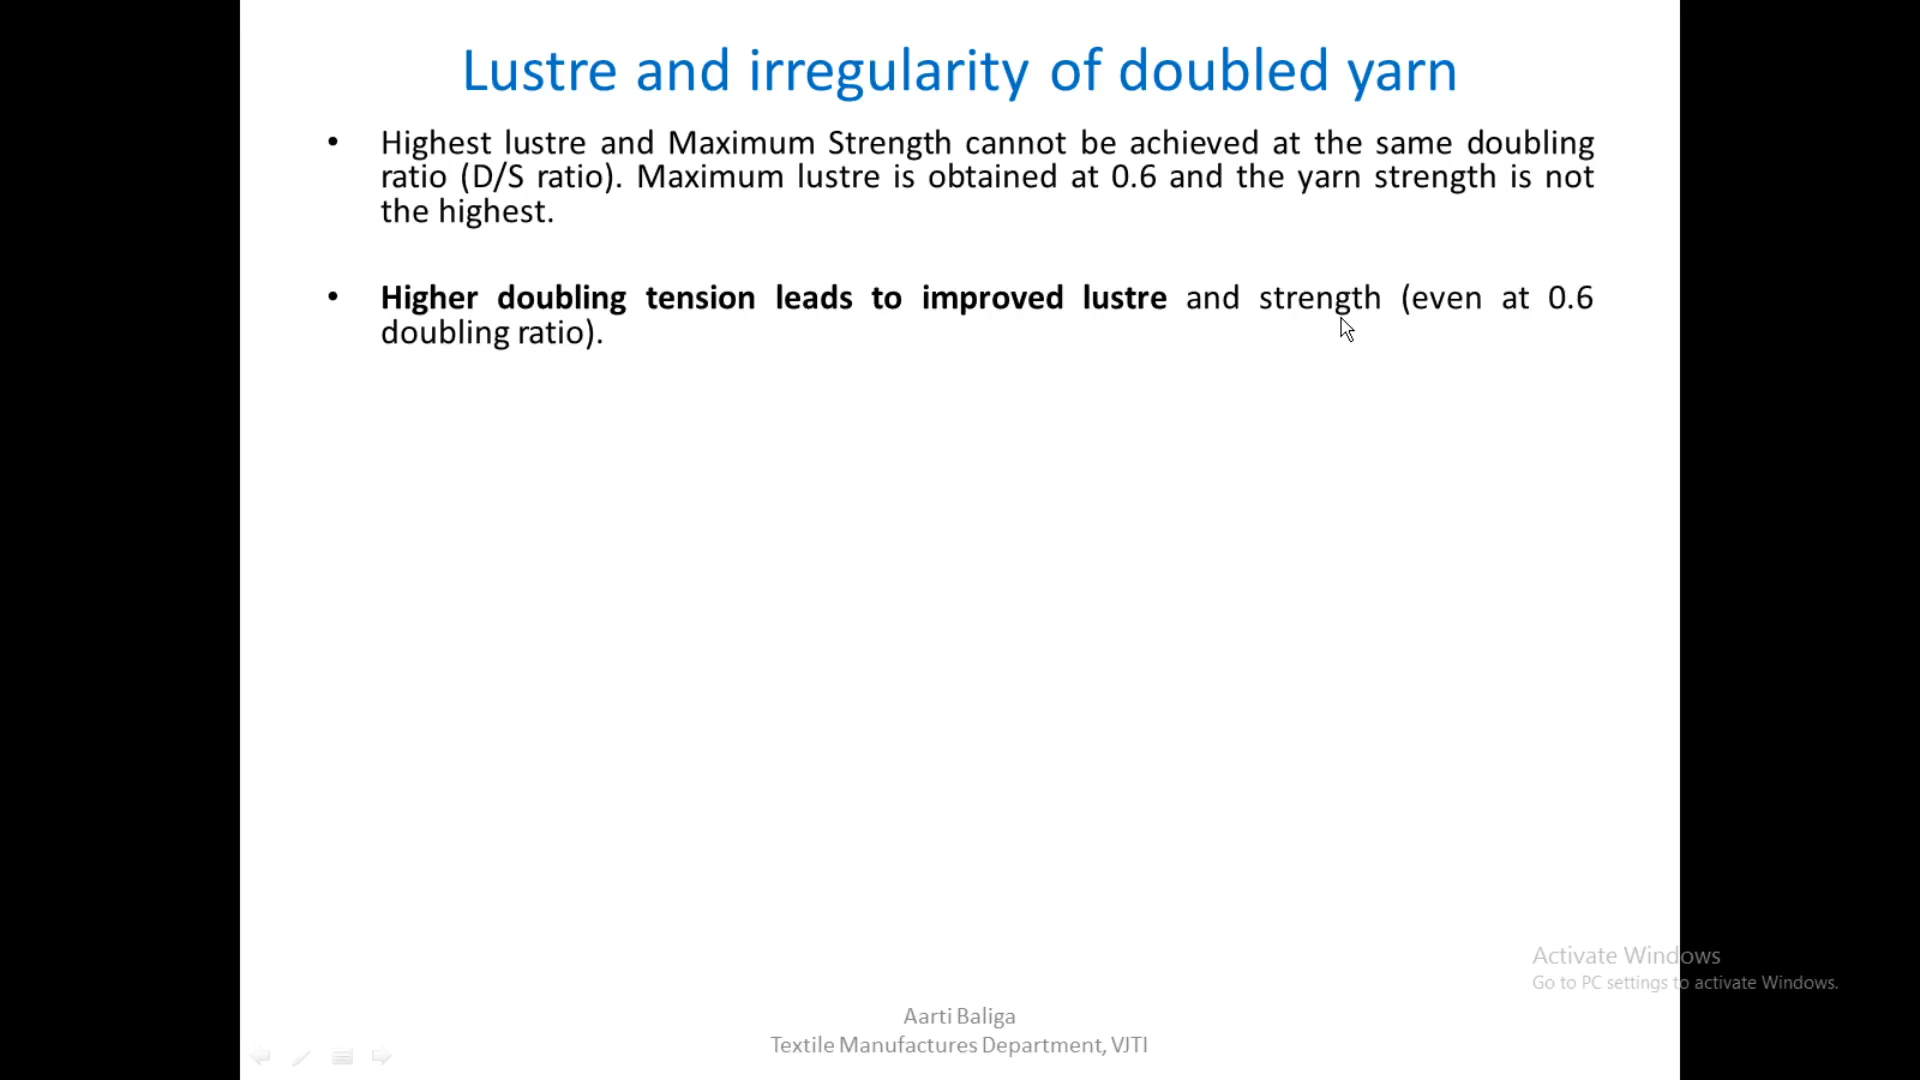 Lustre and irregularity of doubled yarn
• Highest lustre and Maximum Strength cannot be achieved at the same doubling
ratio (D/S ratio). Maximum lustre is obtained at 0.6 and the yarn strength is not
the highest.
• Higher doubling tension leads to improved lustre and strength (even at 0.6
doubling ratio).
Activate Windows
Go to PC settings to activate Windows.
Aarti Baliga
Textile Manufactures Department, VJTI